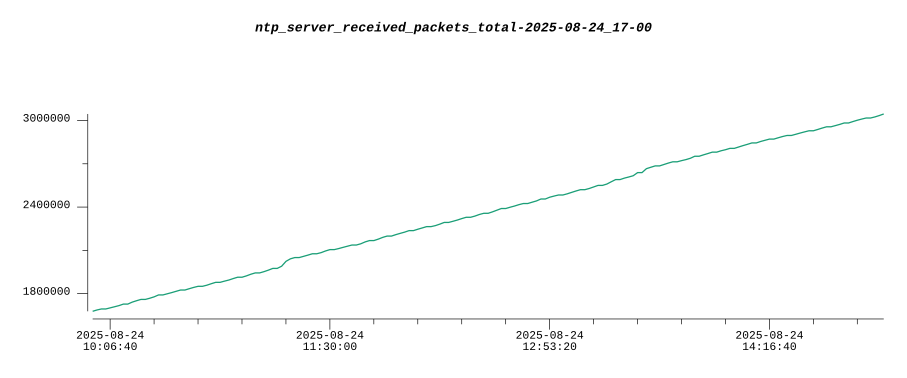 ntp_server_received_packets_total-2025-08-24_17-00
3000000
2400000
1800000
2025-08-24 2025-08-24 2025-08-24 2025-08-24
10:06:40 11:30:00 12:53:20 14:16:40